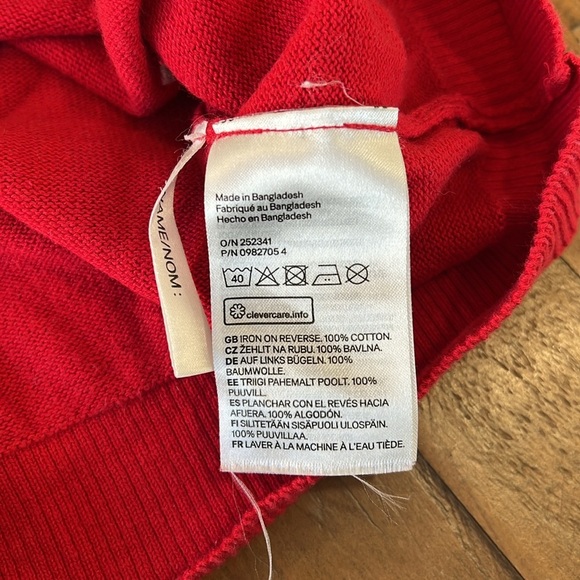 Made in Bangladesh
Fabriqué au Bangladesh
Hecho en Bangladesh
O/N 252341
P/N 0982705 4
40
clevercare.info
GB IRON ON REVERSE. 100% COTTON.
CZ ŽEHLIT NA RUBU. 100% BAVLNA.
DE AUF LINKS BÜGELN. 100%
BAUMWOLLE.
EE TRIIGI PAHEMALT POOLT. 100%
PUUVILL.
ES PLANCHAR CON EL REVÉS HACIA
AFUERA. 100% ALGODÓN.
FI SILITETÄÄN SISÄPUOLI ULOSPÄIN.
100% PUUVILLAA.
FR LAVER À LA MACHINE À L'EAU TIÈDE.
NAME/NOM: